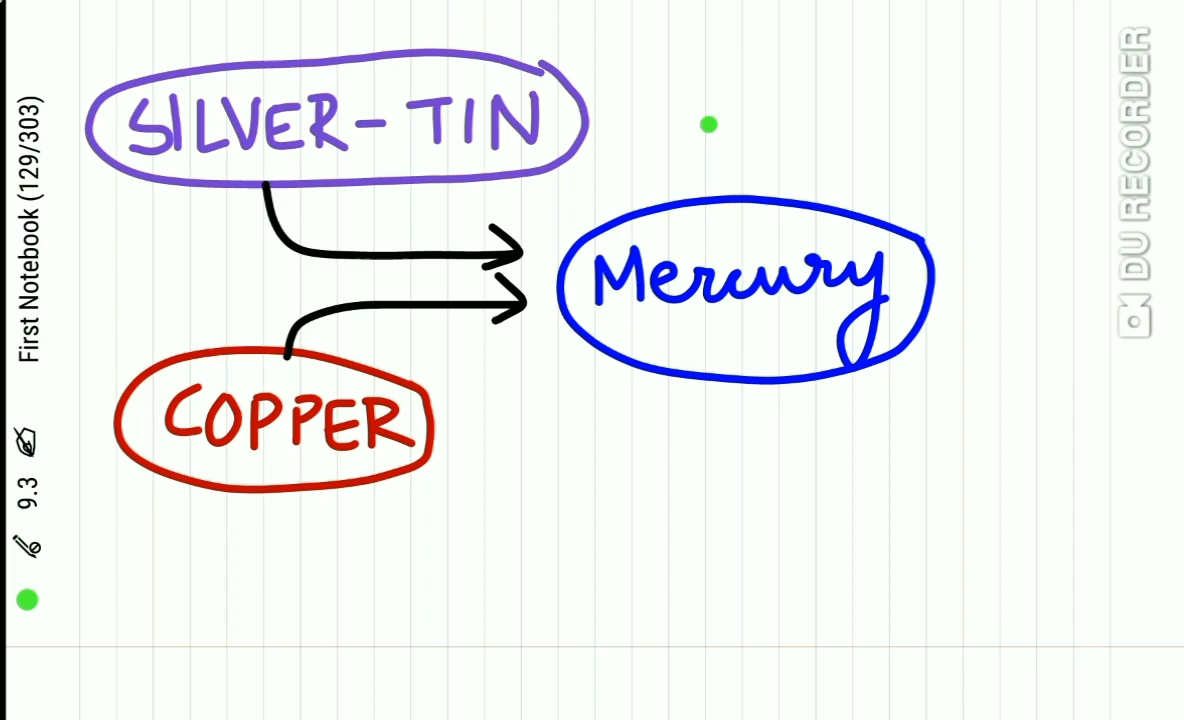 SILVER-TIN
Mercury
COPPER
First Notebook (129/303)
9.3
DU RECORDER